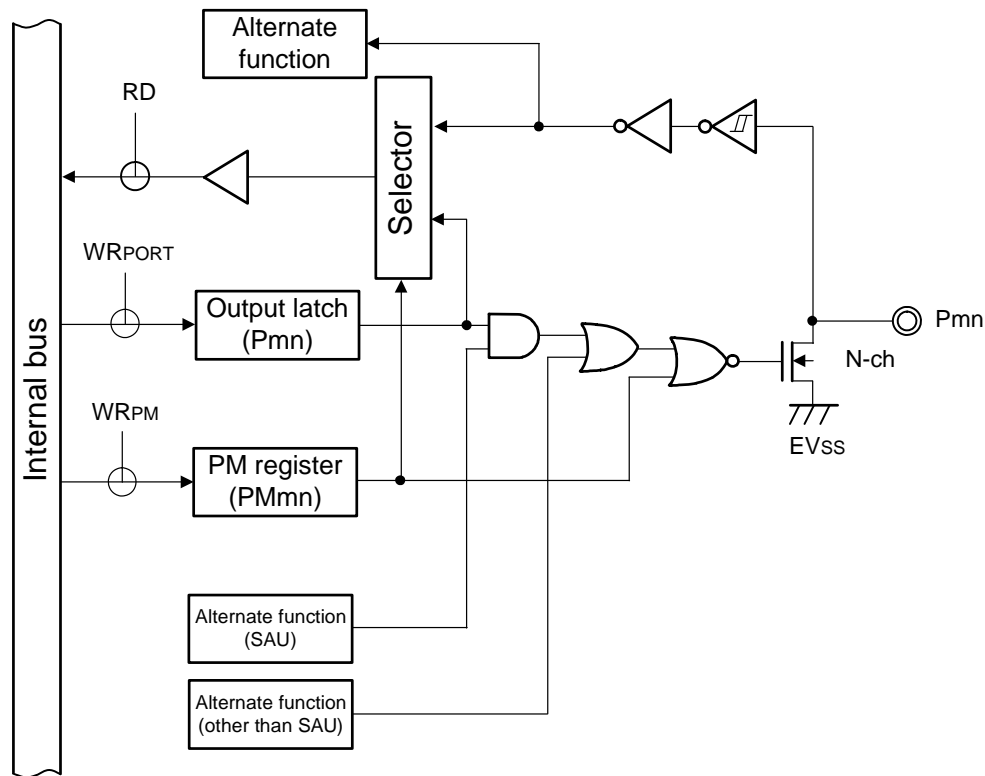 Alternate
function
RD
Selector
WRPORT
Output latch
(Pmn)
Pmn
N-ch
EVSS
Internal bus
WRPM
PM register
(PMmn)
Alternate function
(SAU)
Alternate function
(other than SAU)